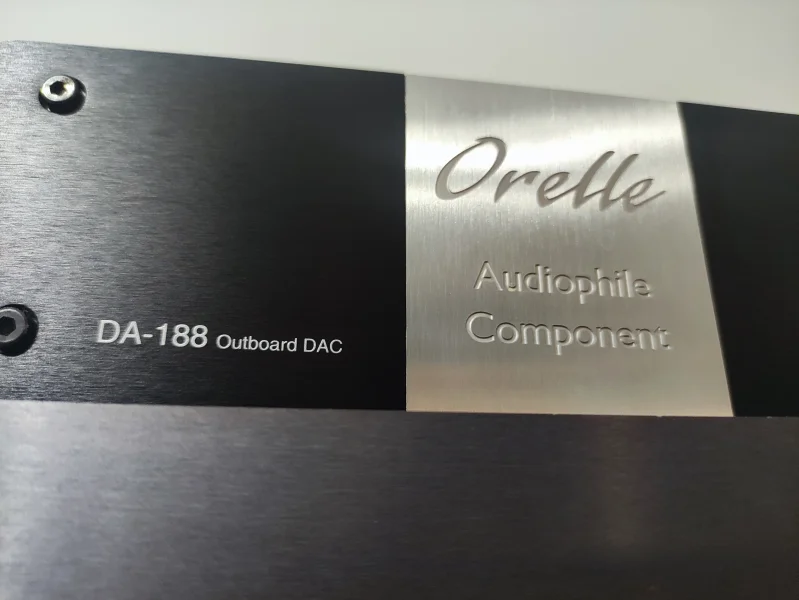 Orelle
Audiophile
Component
DA-188 Outboard DAC